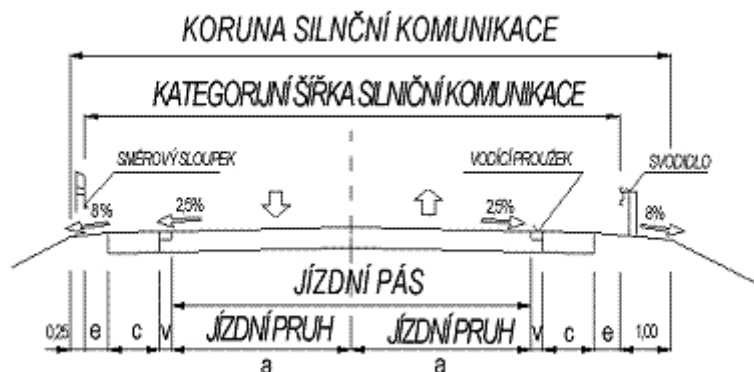 KORUNA SILNČNÍ KOMUNIKACE
KATEGORIJNÍ ŠÍŘKA SILNIČNÍ KOMUNIKACE
SMĚROVÝ SLOUPEK
VODÍCÍ PROUŽEK
SVODIDLO
8% 2,5% 2,5% 8%
JÍZDNÍ PÁS
0,25 e c v JÍZDNÍ PRUH JÍZDNÍ PRUH v c e 1,00
a a